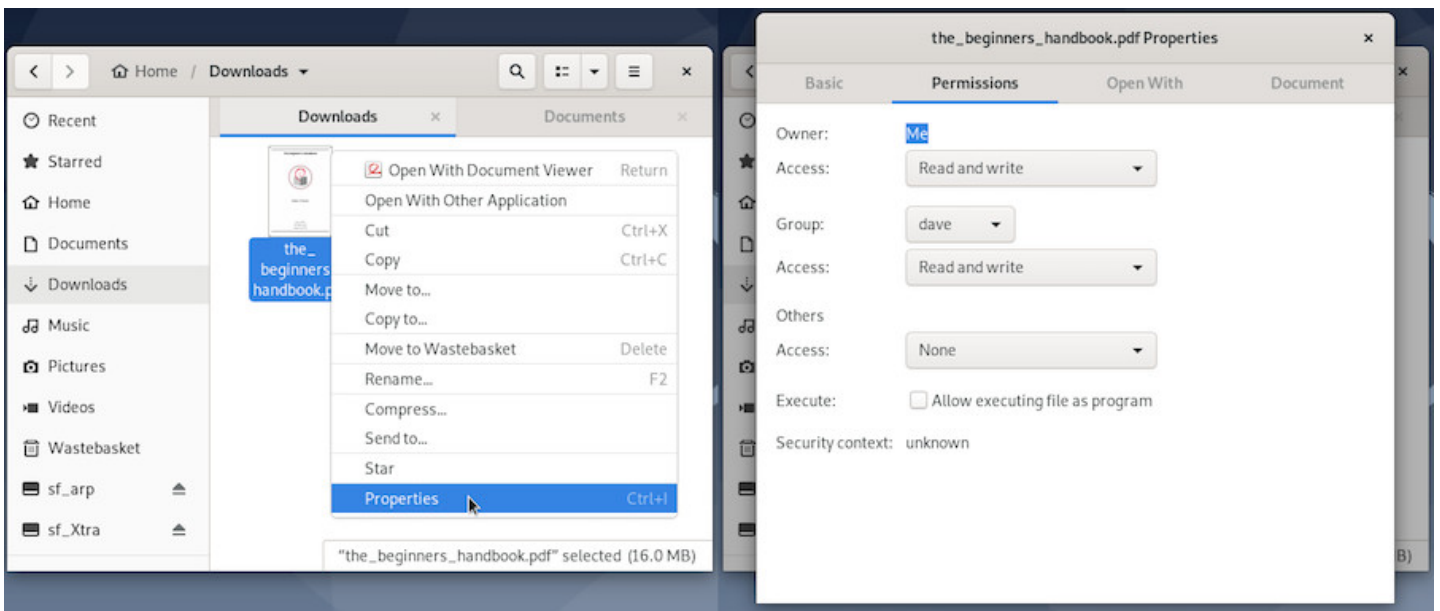 Home / Downloads
Recent
Starred
Home
Documents
Downloads
Music
Pictures
Videos
Wastebasket
sf_arp
sf_Xtra
Downloads
Documents
the_
beginners
handbook.p
Open With Document Viewer Return
Open With Other Application
Cut Ctrl+X
Copy Ctrl+C
Move to...
Copy to...
Move to Wastebasket Delete
Rename... F2
Compress...
Send to...
Star
Properties Ctrl+I
"the_beginners_handbook.pdf" selected (16.0 MB)
the_beginners_handbook.pdf Properties
Basic Permissions Open With Document
Owner: Me
Access: Read and write
Group: dave
Access: Read and write
Others
Access: None
Execute: Allow executing file as program
Security context: unknown
B)